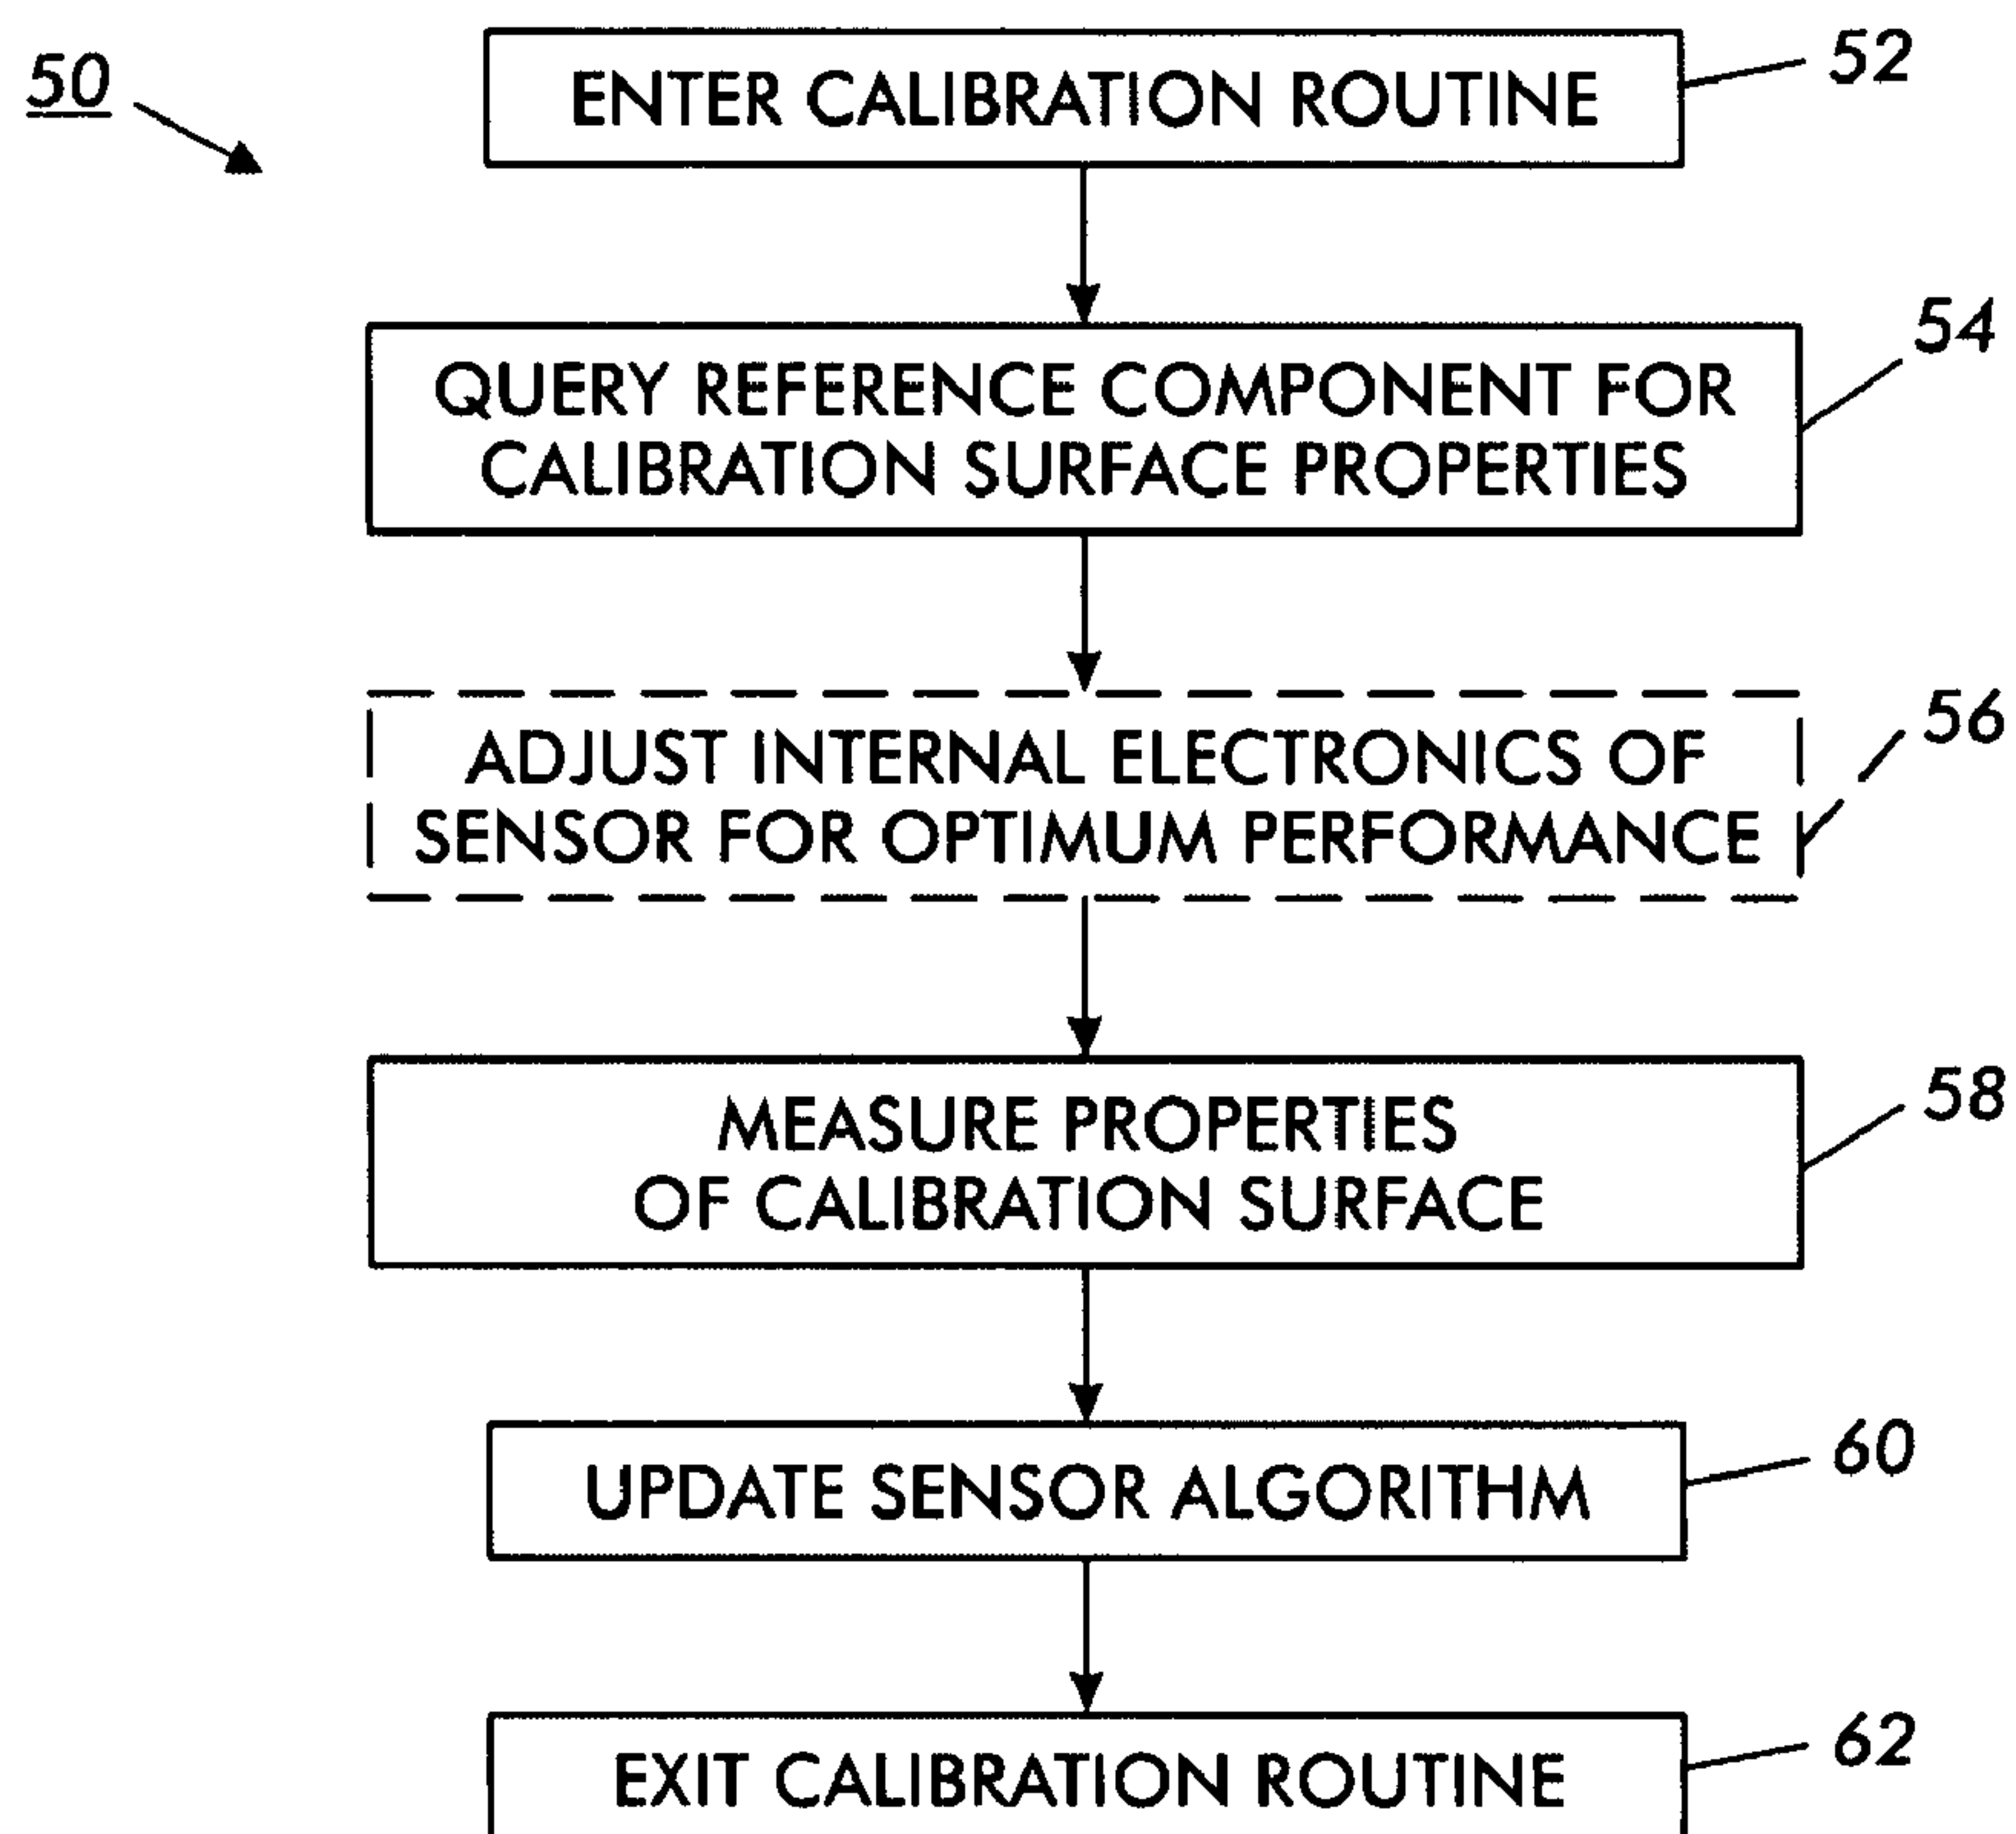 50
ENTER CALIBRATION ROUTINE
52
QUERY REFERENCE COMPONENT FOR
CALIBRATION SURFACE PROPERTIES
54
ADJUST INTERNAL ELECTRONICS OF
SENSOR FOR OPTIMUM PERFORMANCE
56
MEASURE PROPERTIES
OF CALIBRATION SURFACE
58
UPDATE SENSOR ALGORITHM
60
EXIT CALIBRATION ROUTINE
62